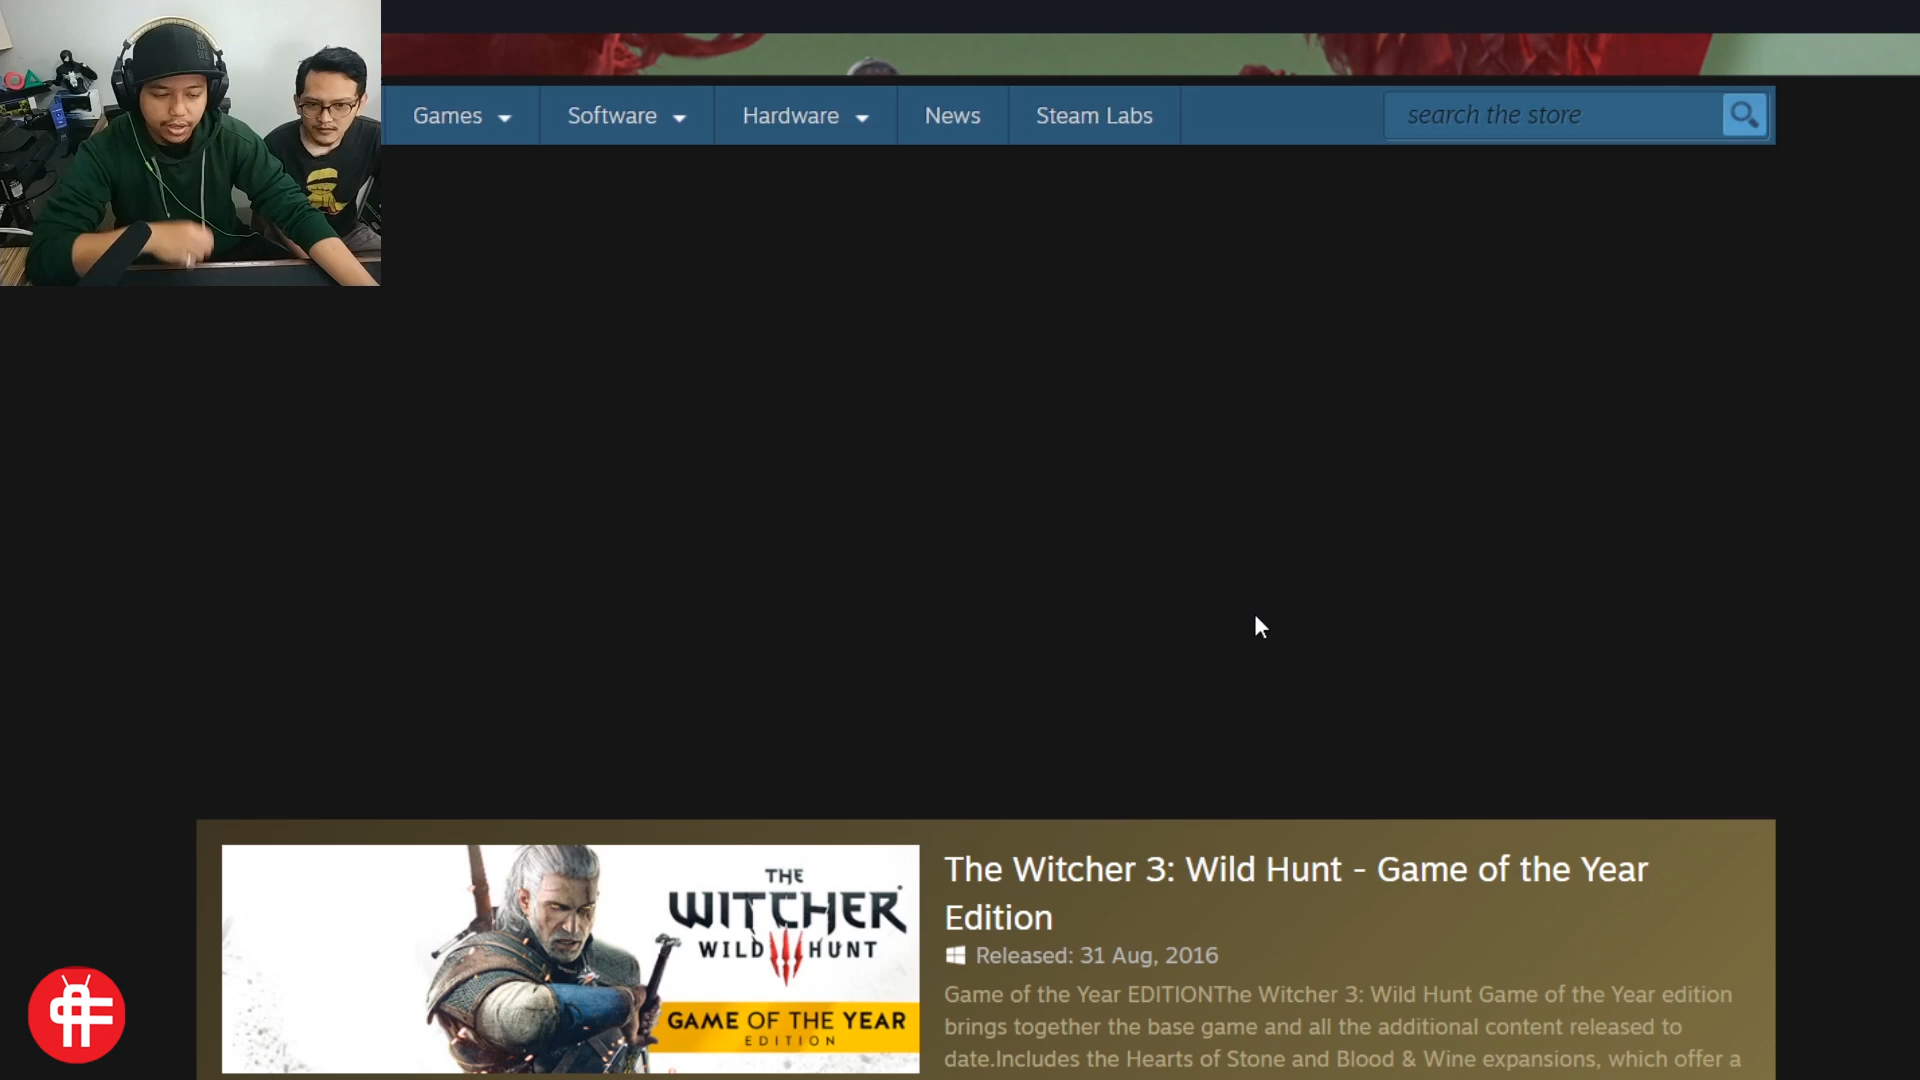 Games
Software
Hardware
News
Steam Labs
search the store
THE
WITCHER
WILD HUNT
GAME OF THE YEAR
EDITION
The Witcher 3: Wild Hunt - Game of the Year
Edition
Released: 31 Aug, 2016
Game of the Year EDITIONThe Witcher 3: Wild Hunt Game of the Year edition
brings together the base game and all the additional content released to
date.Includes the Hearts of Stone and Blood & Wine expansions, which offer a